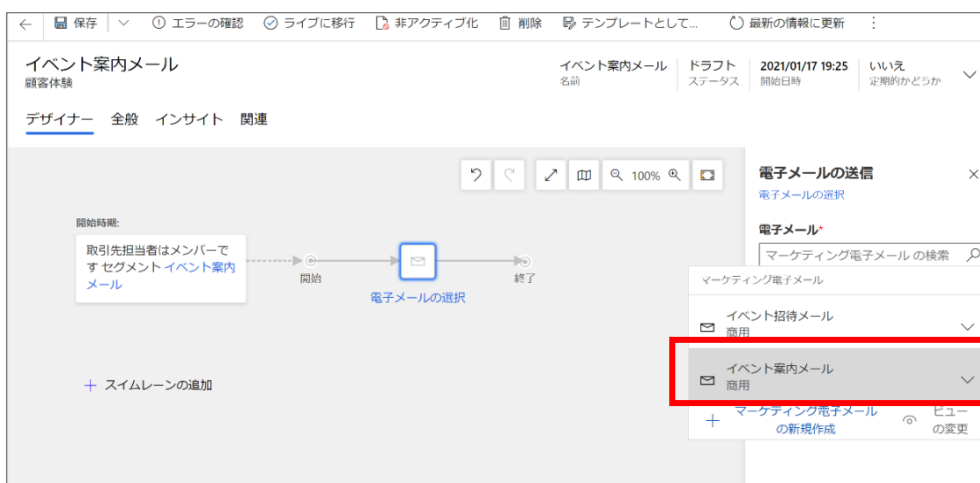 保存 エラーの確認 ライブに移行 非アクティブ化 削除 テンプレートとして... 最新の情報に更新
イベント案内メール
顧客体験
イベント案内メール
名前
ドラフト
ステータス
2021/01/17 19:25
開始日時
いいえ
定期的かどうか
デザイナー 全般 インサイト 関連
100%
開始時期:
取引先担当者はメンバーで
す セグメント イベント案内
メール
開始
電子メールの選択
終了
+ スイムレーンの追加
電子メールの送信
電子メールの選択
電子メール*
マーケティング電子メール の検索
マーケティング電子メール
イベント招待メール
商用
イベント案内メール
商用
+ マーケティング電子メール
の新規作成
ビュー
の変更